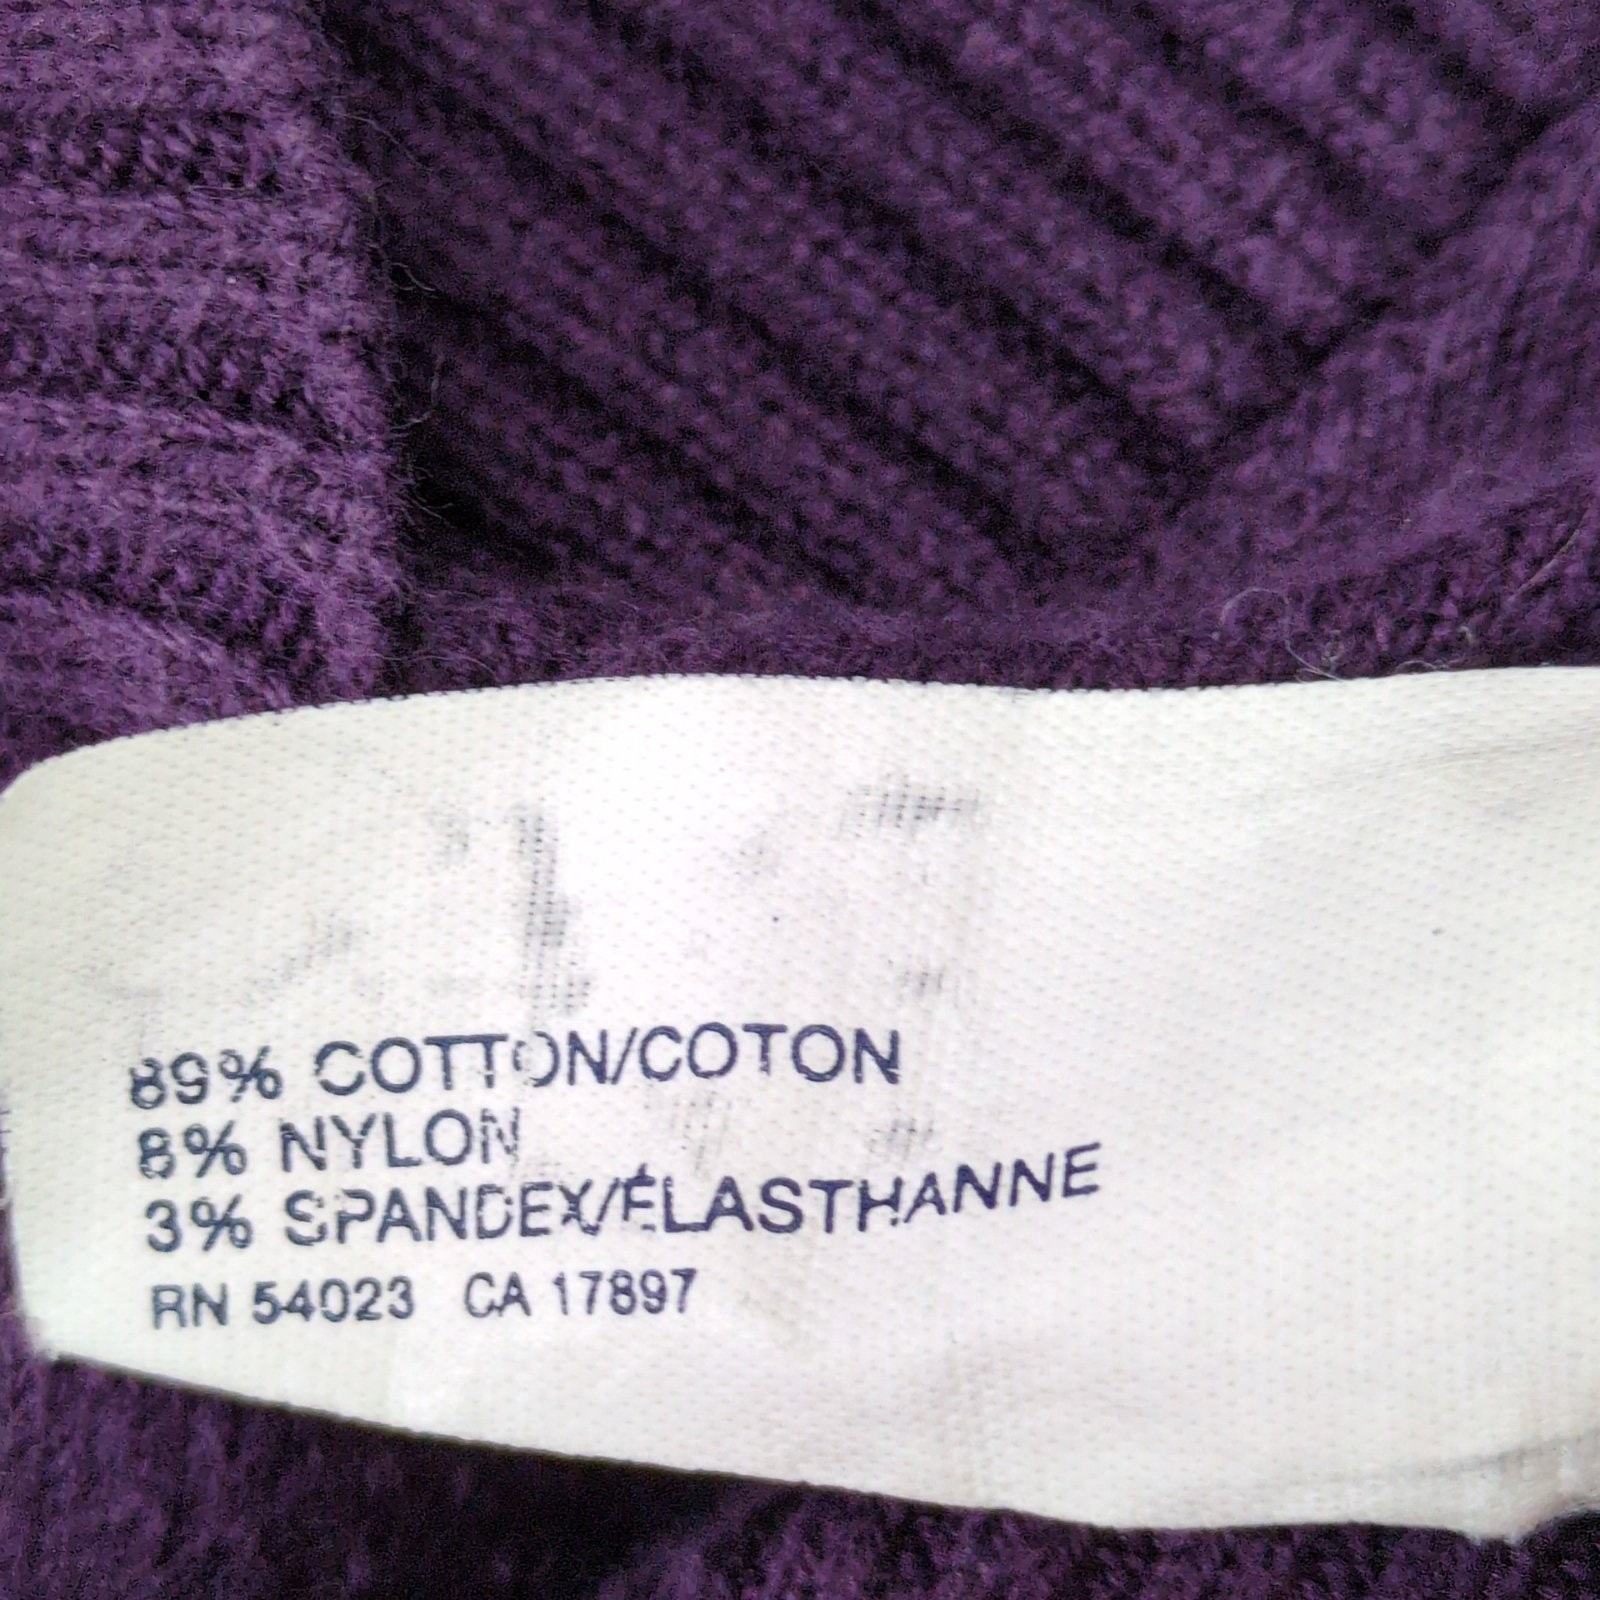 89% COTTON/COTON
8% NYLON
3% SPANDEX/ÉLASTHANNE
RN 54023 CA 17897